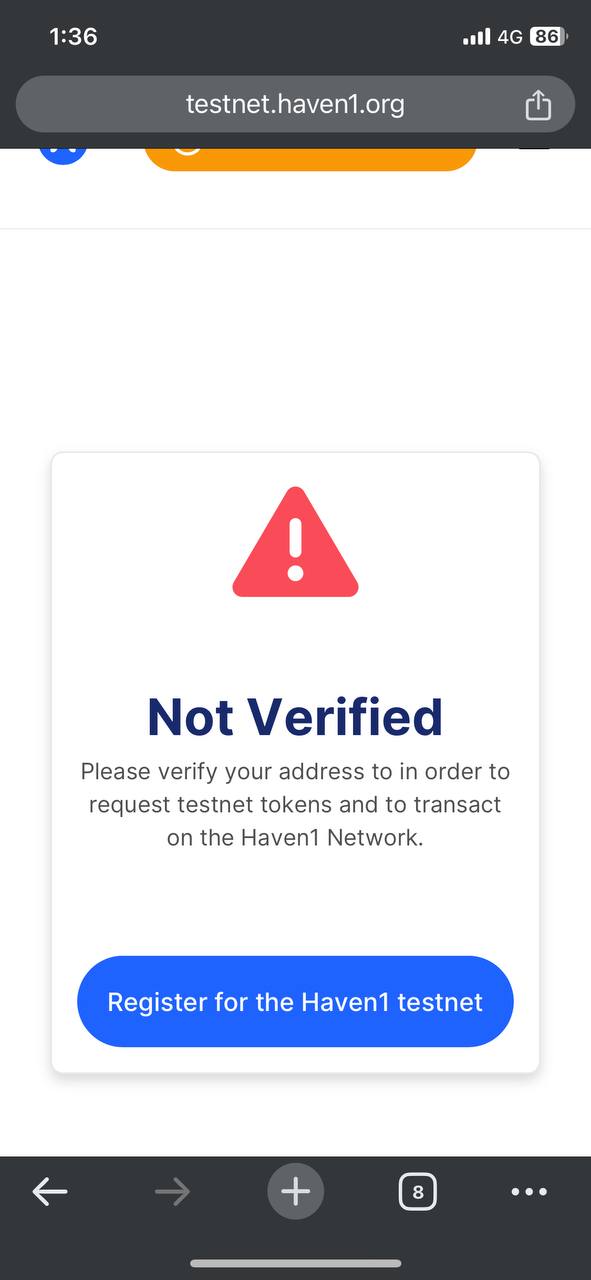 1:36
4G 86
testnet.haven1.org
Not Verified
Please verify your address to in order to
request testnet tokens and to transact
on the Haven1 Network.
Register for the Haven1 testnet
8